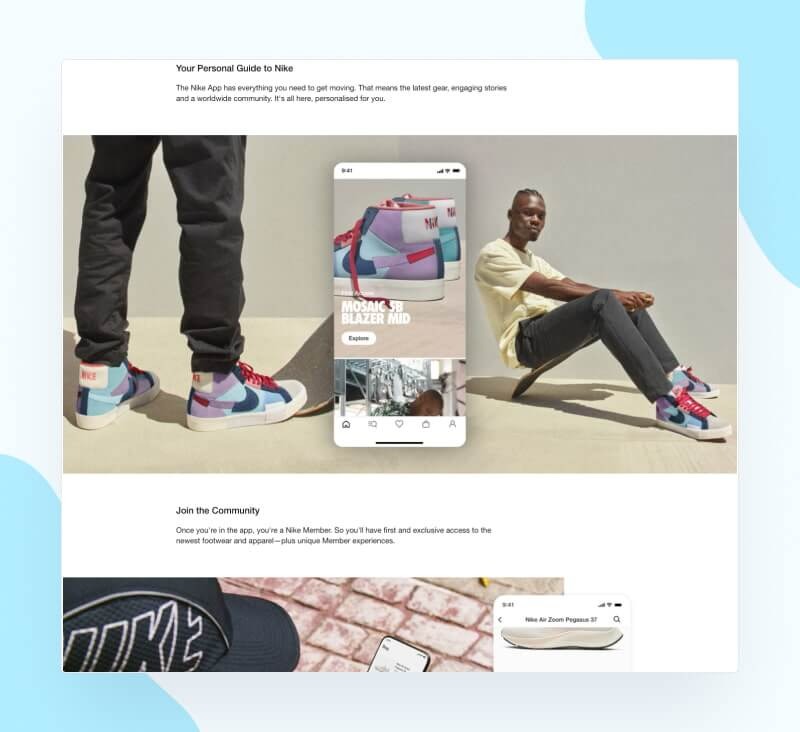 Your Personal Guide to Nike
The Nike App has everything you need to get moving. That means the latest gear, engaging stories
and a worldwide community. It's all here, personalised for you.
9:41
NIKE
MOSAIC SB
BLAZER MID
Explore
NIKE
NIKE
Join the Community
Once you're in the app, you're a Nike Member. So you'll have first and exclusive access to the
newest footwear and apparel—plus unique Member experiences.
NIKE
9:41
Nike Air Zoom Pegasus 37